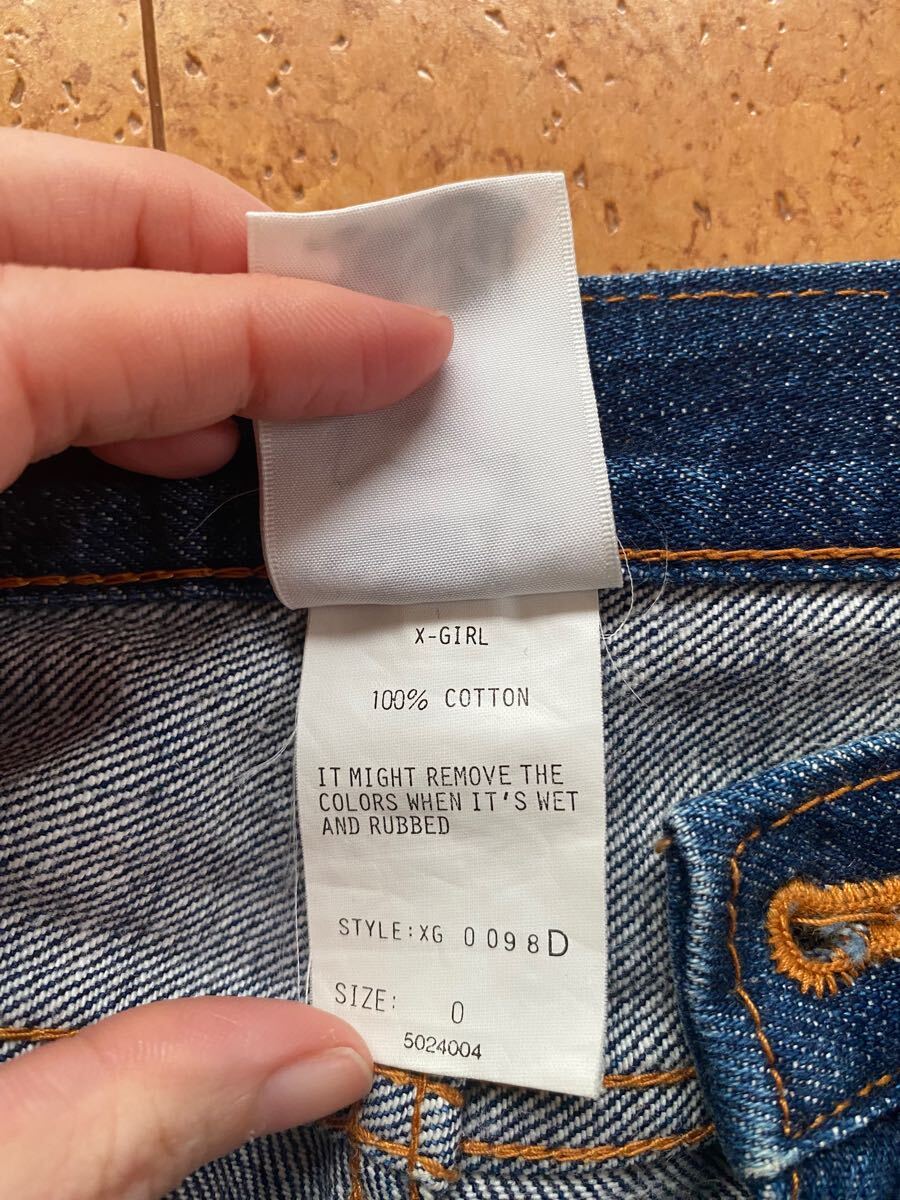 X-GIRL
100% COTTON
IT MIGHT REMOVE THE
COLORS WHEN IT'S WET
AND RUBBED
STYLE:XG 0098D
SIZE: 0
5024004